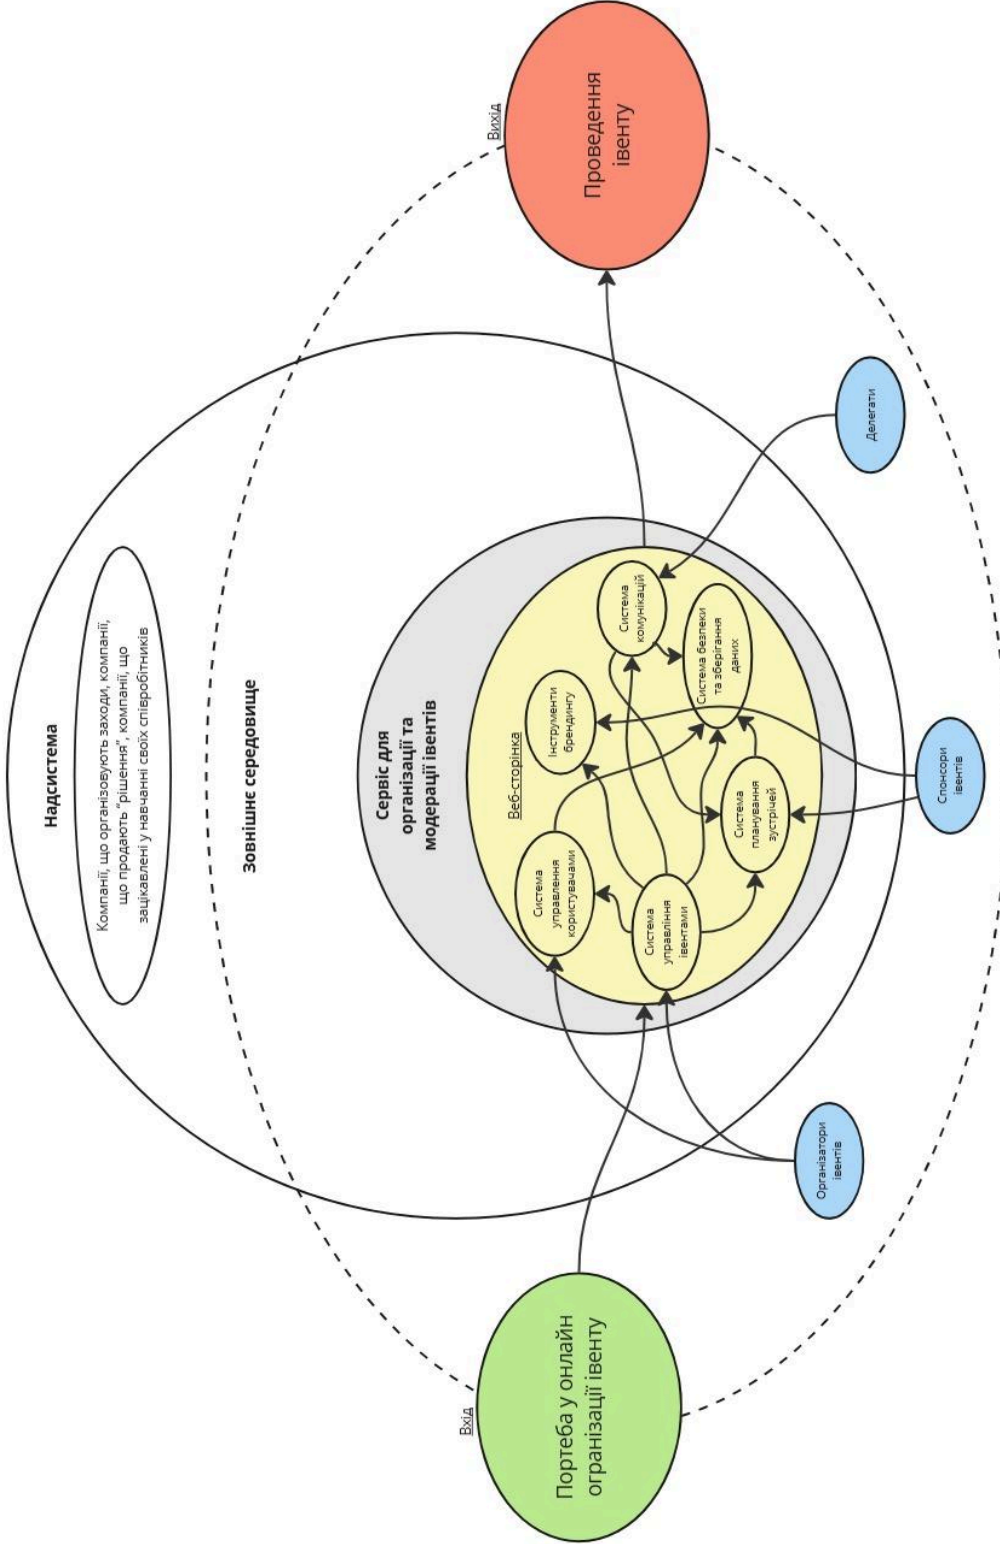 Надсистема
Компанії, що організовують заходи, компанії,
що продають “рішення”, компанії, що
зацікавлені у навчанні своїх співробітників
Зовнішнє середовище
Сервіс для
організації та
модерації івентів
Веб-сторінка
Вхід
Портеба у онлайн
огранізації івенту
Система
управлення
користувачами
Інструменти
брендингу
Система
комунікацій
Система
управління
івентами
Система
планування
зустрічей
Система безпеки
та зберігання
даних
Вихід
Проведення
івенту
Організатори
івентів
Спонсори
івентів
Делегати